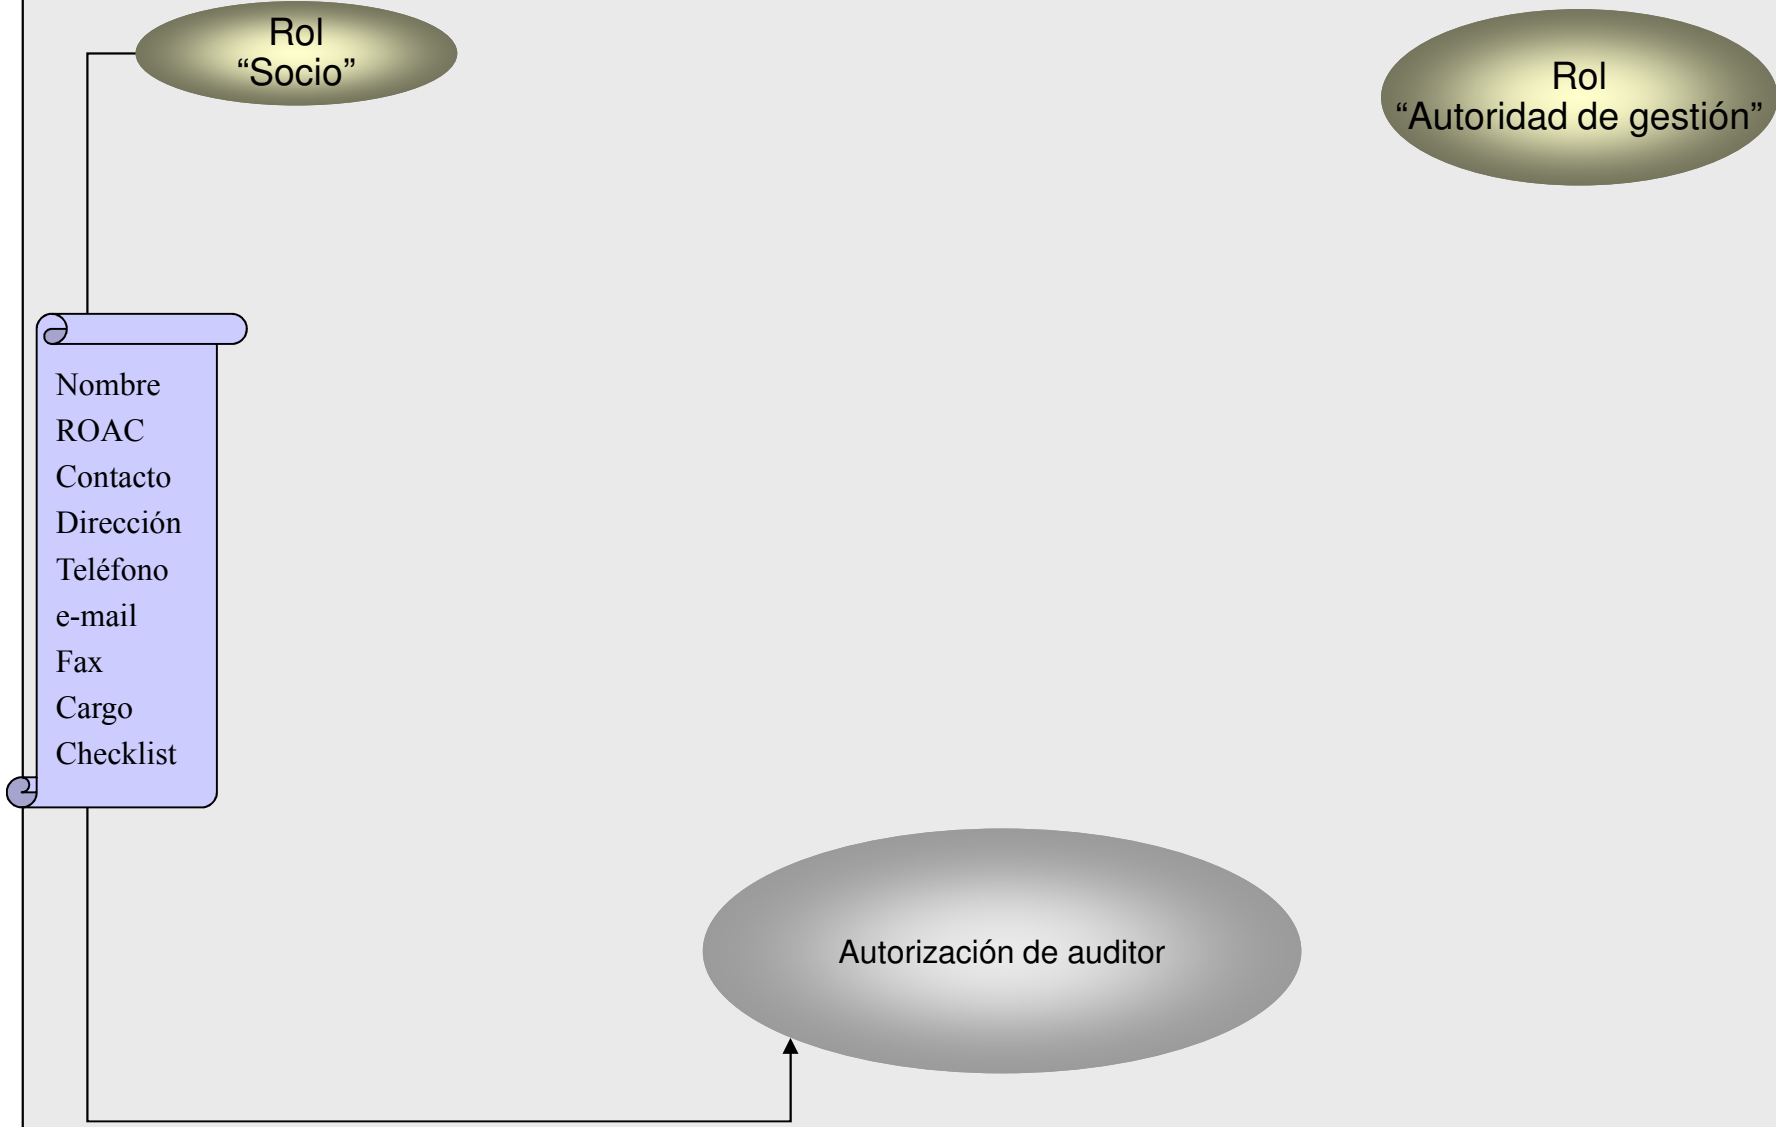 Rol
“Socio”
Rol
“Autoridad de gestión”
Nombre
ROAC
Contacto
Dirección
Teléfono
e-mail
Fax
Cargo
Checklist
Autorización de auditor